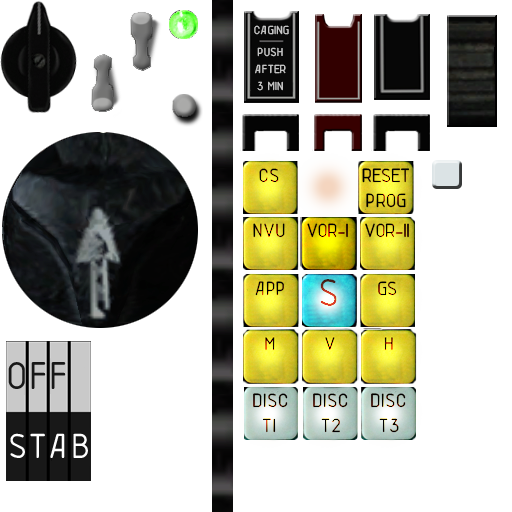 CAGING
PUSH
AFTER
3 MIN
CS
RESET
PROG
NVU
VOR-I
VOR-II
APP
S
GS
M
V
H
DISC
T1
DISC
T2
DISC
T3
OFF
STAB